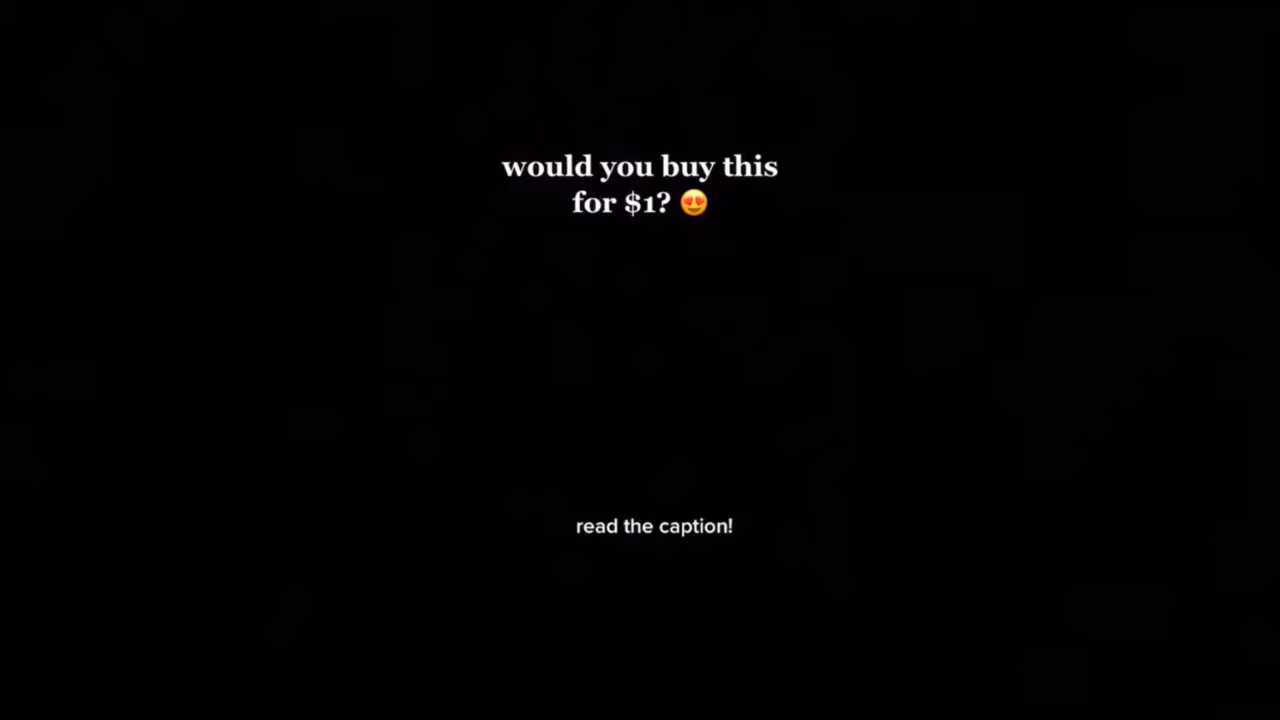 would you buy this
for $1? 😍
read the caption!